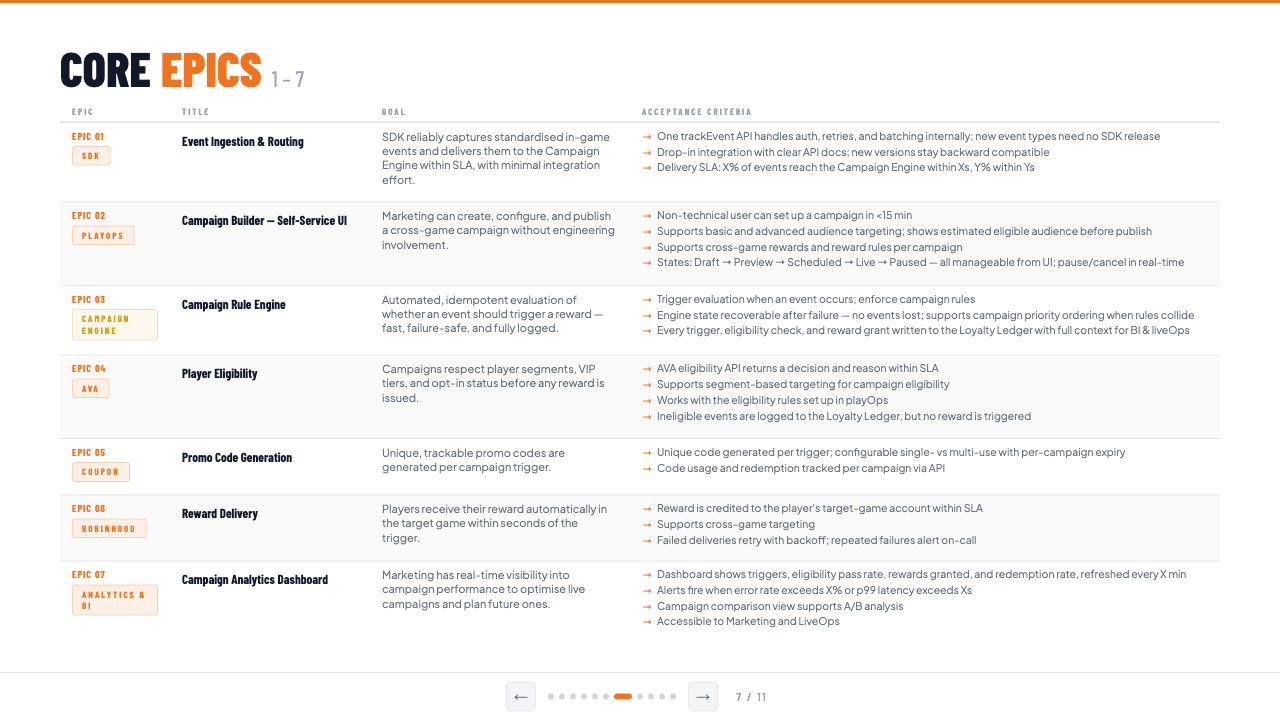 CORE EPICS 1–7
EPIC TITLE GOAL ACCEPTANCE CRITERIA
EPIC 01
SDK
Event Ingestion & Routing
SDK reliably captures standardised in-game
events and delivers them to the Campaign
Engine within SLA, with minimal integration
effort.
→ One trackEvent API handles auth, retries, and batching internally; new event types need no SDK release
→ Drop-in integration with clear API docs; new versions stay backward compatible
→ Delivery SLA: X% of events reach the Campaign Engine within Xs, Y% within Ys
EPIC 02
PLAYOPS
Campaign Builder — Self-Service UI
Marketing can create, configure, and publish
a cross-game campaign without engineering
involvement.
→ Non-technical user can set up a campaign in <15 min
→ Supports basic and advanced audience targeting; shows estimated eligible audience before publish
→ Supports cross-game rewards and reward rules per campaign
→ States: Draft → Preview → Scheduled → Live → Paused — all manageable from UI; pause/cancel in real-time
EPIC 03
CAMPAIGN
ENGINE
Campaign Rule Engine
Automated, idempotent evaluation of
whether an event should trigger a reward —
fast, failure-safe, and fully logged.
→ Trigger evaluation when an event occurs; enforce campaign rules
→ Engine state recoverable after failure — no events lost; supports campaign priority ordering when rules collide
→ Every trigger, eligibility check, and reward grant written to the Loyalty Ledger with full context for BI & liveOps
EPIC 04
AVA
Player Eligibility
Campaigns respect player segments, VIP
tiers, and opt-in status before any reward is
issued.
→ AVA eligibility API returns a decision and reason within SLA
→ Supports segment-based targeting for campaign eligibility
→ Works with the eligibility rules set up in playOps
→ Ineligible events are logged to the Loyalty Ledger, but no reward is triggered
EPIC 05
COUPON
Promo Code Generation
Unique, trackable promo codes are
generated per campaign trigger.
→ Unique code generated per trigger; configurable single- vs multi-use with per-campaign expiry
→ Code usage and redemption tracked per campaign via API
EPIC 06
ROBINHOOD
Reward Delivery
Players receive their reward automatically in
the target game within seconds of the
trigger.
→ Reward is credited to the player's target-game account within SLA
→ Supports cross-game targeting
→ Failed deliveries retry with backoff; repeated failures alert on-call
EPIC 07
ANALYTICS &
BI
Campaign Analytics Dashboard
Marketing has real-time visibility into
campaign performance to optimise live
campaigns and plan future ones.
→ Dashboard shows triggers, eligibility pass rate, rewards granted, and redemption rate, refreshed every X min
→ Alerts fire when error rate exceeds X% or p99 latency exceeds Xs
→ Campaign comparison view supports A/B analysis
→ Accessible to Marketing and LiveOps
← → 7 / 11